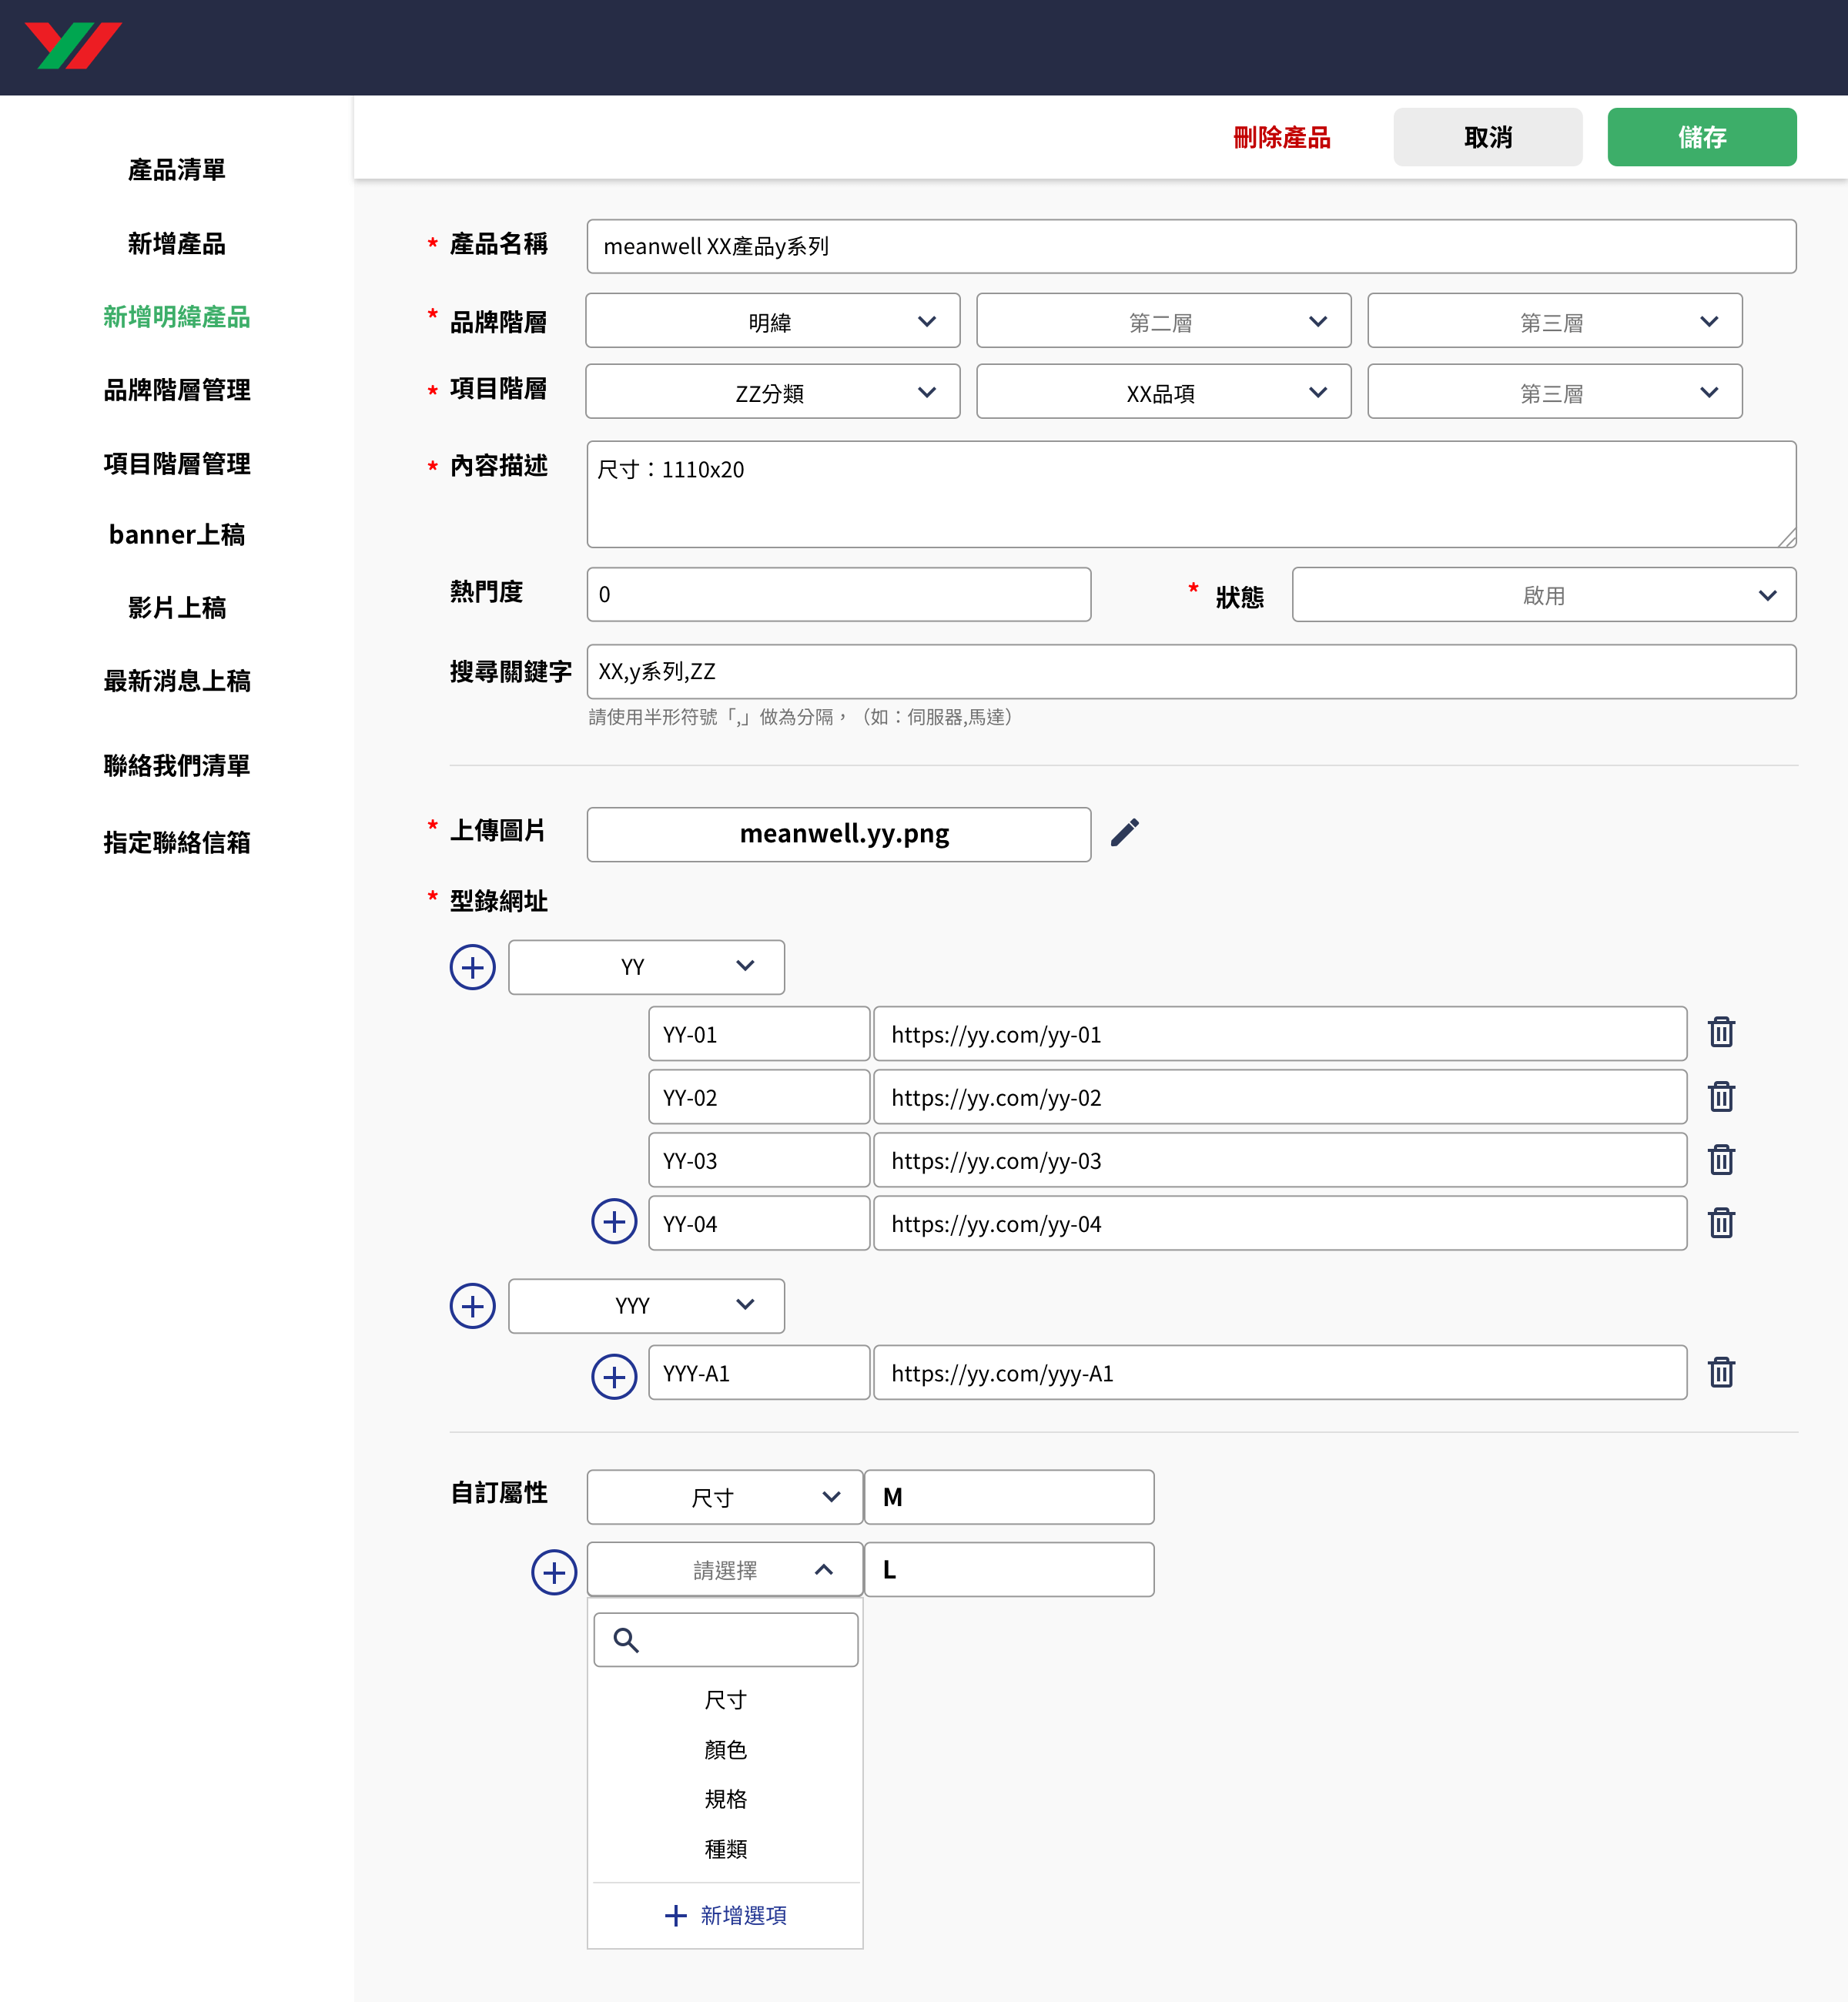 刪除產品 取消 儲存
產品清單
新增產品
新增明緯產品
品牌階層管理
項目階層管理
banner上稿
影片上稿
最新消息上稿
聯絡我們清單
指定聯絡信箱
* 產品名稱 meanwell XX產品y系列
* 品牌階層 明緯 第二層 第三層
* 項目階層 ZZ分類 XX品項 第三層
* 內容描述 尺寸：1110x20
熱門度 0 * 狀態 啟用
搜尋關鍵字 XX,y系列,ZZ
請使用半形符號「,」做為分隔，（如：伺服器,馬達）
* 上傳圖片 meanwell.yy.png
* 型錄網址
YY
YY-01 https://yy.com/yy-01
YY-02 https://yy.com/yy-02
YY-03 https://yy.com/yy-03
YY-04 https://yy.com/yy-04
YYY
YYY-A1 https://yy.com/yyy-A1
自訂屬性 尺寸 M
請選擇 L
尺寸
顏色
規格
種類
+ 新增選項